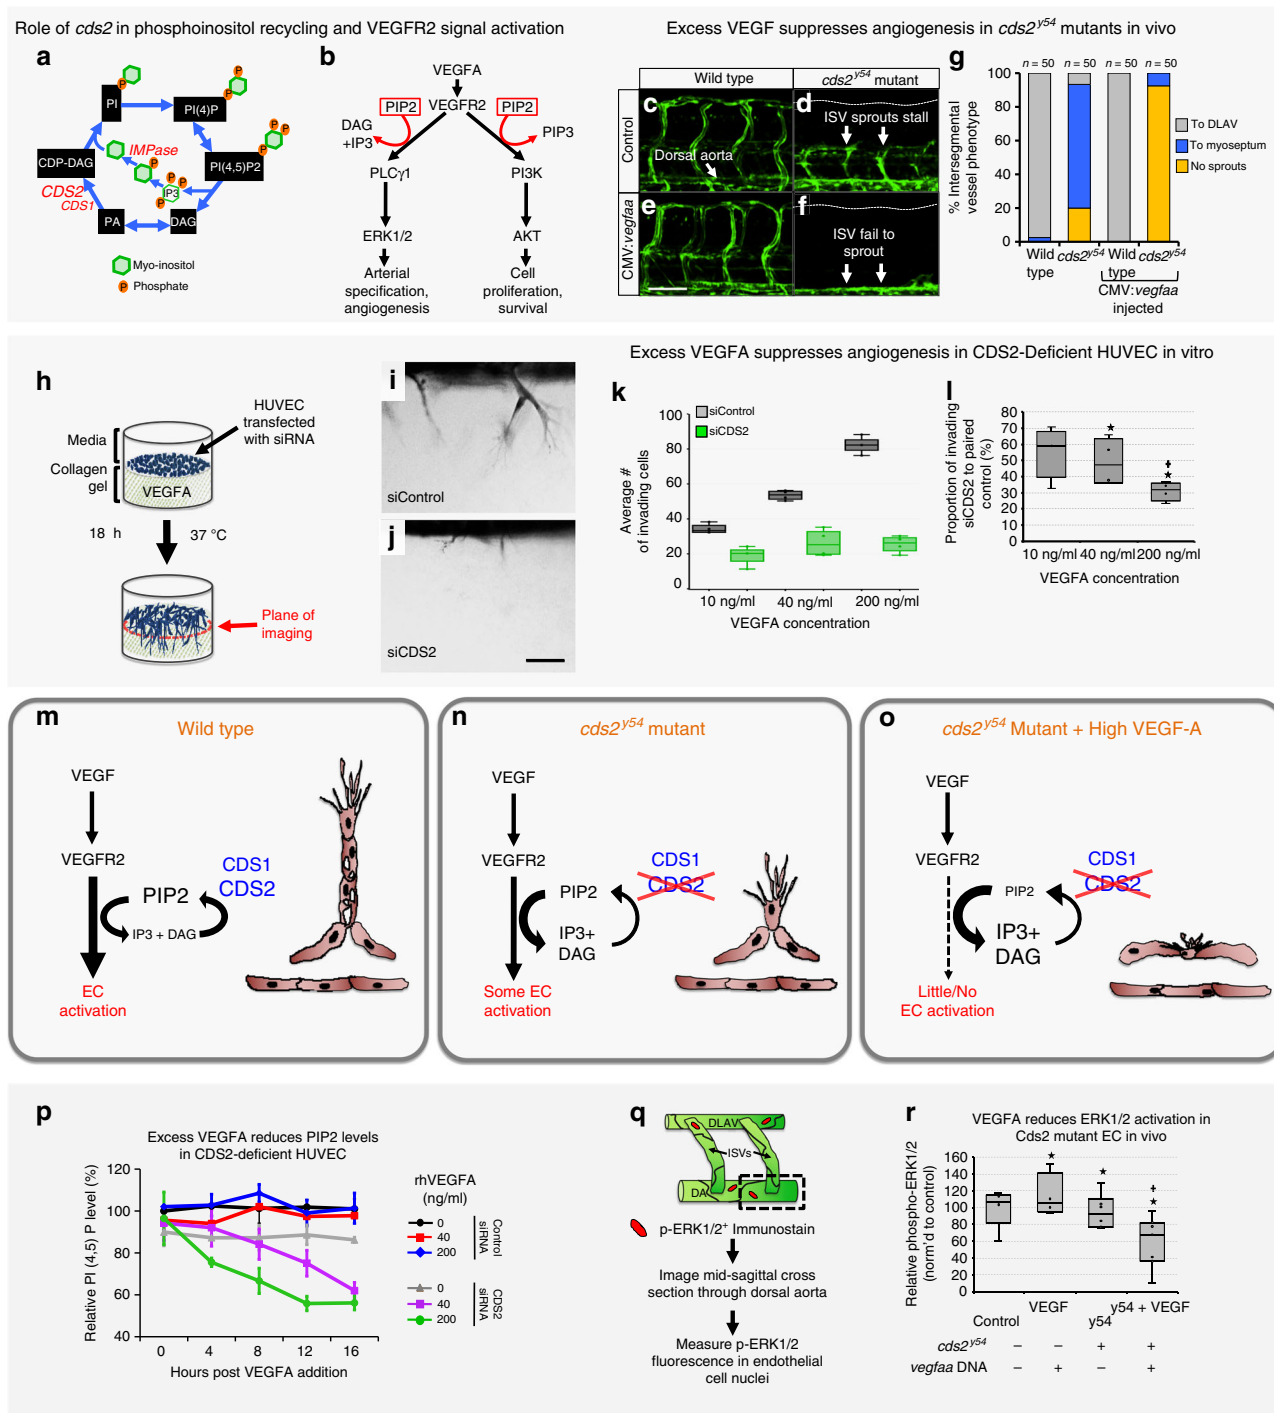 Role of cds2 in phosphoinositol recycling and VEGFR2 signal activation
Excess VEGF suppresses angiogenesis in cds2y54 mutants in vivo
a
PI
P
PI(4)P
P
P
PI(4,5)P2
P
P
P
CDP-DAG
IMPase
P
P
P
IP3
P
CDS2
CDS1
PA
DAG
Myo-inositol
P Phosphate
b
VEGFA
VEGFR2
PIP2
PIP2
DAG
+IP3
PIP3
PLCγ1
PI3K
ERK1/2
AKT
Arterial
specification,
angiogenesis
Cell
proliferation,
survival
Wild type
cds2y54 mutant
Control
CMV:vegfaa
c
Dorsal aorta
d
ISV sprouts stall
e
f
ISV fail to
sprout
g
n = 50
n = 50
n = 50
n = 50
% Intersegmental
vessel phenotype
100
80
60
40
20
0
To DLAV
To myoseptum
No sprouts
Wild
type
cds2y54
Wild
type
cds2y54
CMV:vegfaa
injected
Excess VEGFA suppresses angiogenesis in CDS2-Deficient HUVEC in vitro
h
HUVEC
transfected
with siRNA
Media
Collagen
gel
VEGFA
18 h
37 °C
Plane of
imaging
i
siControl
j
siCDS2
k
siControl
siCDS2
Average #
of invading cells
100
80
60
40
20
0
10 ng/ml
40 ng/ml
200 ng/ml
VEGFA concentration
l
Proportion of invading
siCDS2 to paired
control (%)
80
70
60
50
40
30
20
10
0
10 ng/ml
40 ng/ml
200 ng/ml
VEGFA concentration
m
Wild type
VEGF
VEGFR2
CDS1
CDS2
PIP2
IP3 + DAG
EC
activation
n
cds2y54 mutant
VEGF
VEGFR2
CDS1
CDS2
PIP2
IP3+
DAG
Some EC
activation
o
cds2y54 Mutant + High VEGF-A
VEGF
VEGFR2
CDS1
CDS2
PIP2
IP3+
DAG
Little/No
EC activation
p
Excess VEGFA reduces PIP2 levels
in CDS2-deficient HUVEC
Relative PI (4,5) P level (%)
120
100
80
60
40
0
4
8
12
16
Hours post VEGFA addition
rhVEGFA
(ng/ml)
0
40
200
Control
siRNA
0
40
200
CDS2
siRNA
q
DLAV
ISVs
DA
p-ERK1/2+ Immunostain
Image mid-sagittal cross
section through dorsal aorta
Measure p-ERK1/2
fluorescence in endothelial
cell nuclei
r
VEGFA reduces ERK1/2 activation in
Cds2 mutant EC in vivo
Relative phospho-ERK1/2
(norm'd to control)
160
140
120
100
80
60
40
20
0
Control
VEGF
y54
y54 + VEGF
cds2y54 – – + +
vegfaa DNA – + – +